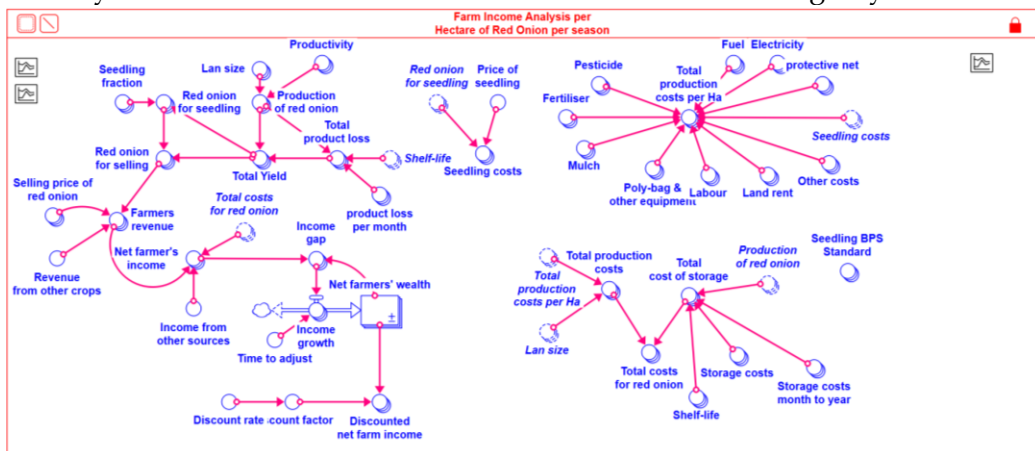 Farm Income Analysis per
Hectare of Red Onion per season
Productivity
Lan size
Seedling
fraction
Red onion
for seedling
Production
of red onion
Total
product loss
Red onion
for selling
Total Yield
Shelf-life
product loss
per month
Selling price of
red onion
Farmers
revenue
Total costs
for red onion
Revenue
from other crops
Net farmer's
income
Income
gap
Net farmers' wealth
Income from
other sources
Income
growth
Time to adjust
Discount rate
count factor
Discounted
net farm income
Red onion
for seedling
Price of
seedling
Seedling costs
Fuel
Electricity
Pesticide
Total
production
costs per Ha
protective net
Fertiliser
Seedling costs
Mulch
Poly-bag &
other equipment
Labour
Land rent
Other costs
Total production
costs
Total
production
costs per Ha
Lan size
Total
cost of storage
Production
of red onion
Seedling BPS
Standard
Total costs
for red onion
Storage costs
Storage costs
month to year
Shelf-life